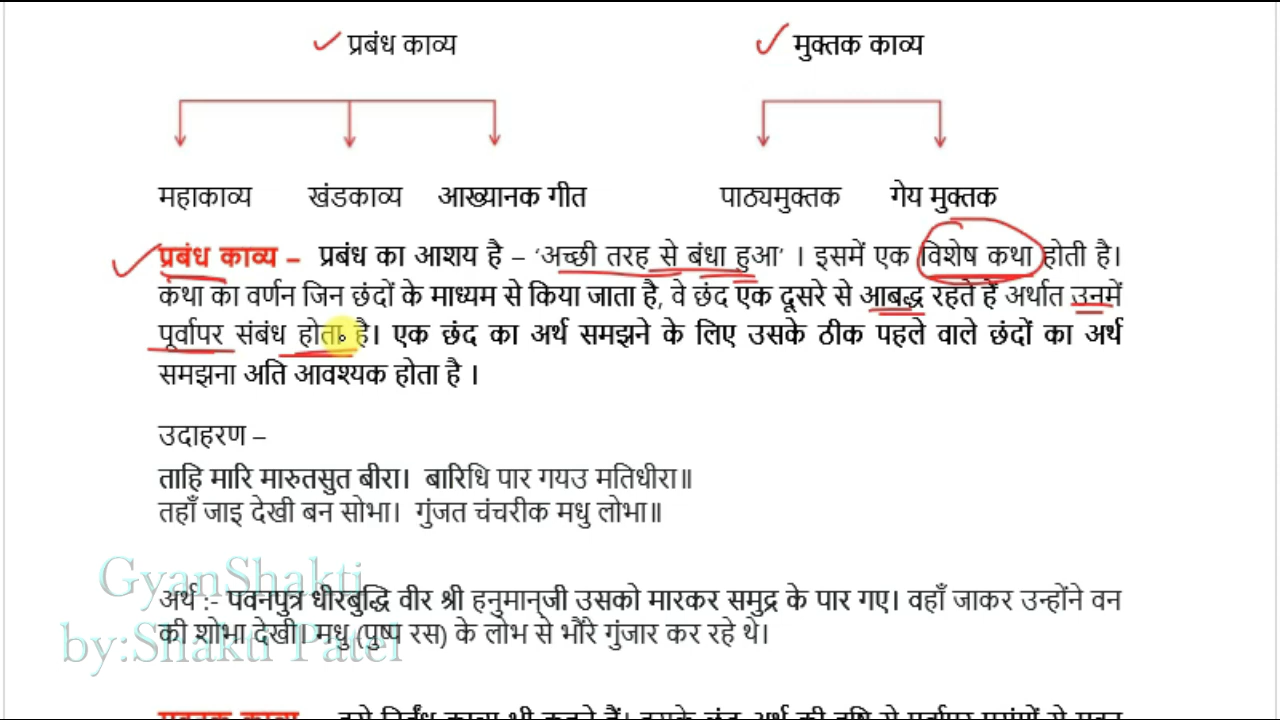 प्रबंध काव्य मुक्तक काव्य
महाकाव्य खंडकाव्य आख्यानक गीत पाठ्यमुक्तक गेय मुक्तक
प्रबंध काव्य – प्रबंध का आशय है – ‘अच्छी तरह से बंधा हुआ’ । इसमें एक विशेष कथा होती है।
कथा का वर्णन जिन छंदों के माध्यम से किया जाता है, वे छंद एक दूसरे से आबद्ध रहते हैं अर्थात उनमें
पूर्वापर संबंध होता है। एक छंद का अर्थ समझने के लिए उसके ठीक पहले वाले छंदों का अर्थ
समझना अति आवश्यक होता है ।
उदाहरण –
ताहि मारि मारुतसुत बीरा। बारिधि पार गयउ मतिधीरा॥
तहाँ जाइ देखी बन सोभा। गुंजत चंचरीक मधु लोभा॥
GyanShakti
अर्थ :- पवनपुत्र धीरबुद्धि वीर श्री हनुमान्‌जी उसको मारकर समुद्र के पार गए। वहाँ जाकर उन्होंने वन
की शोभा देखी। मधु (पुष्प रस) के लोभ से भौंरे गुंजार कर रहे थे।
by:Shakti Patel